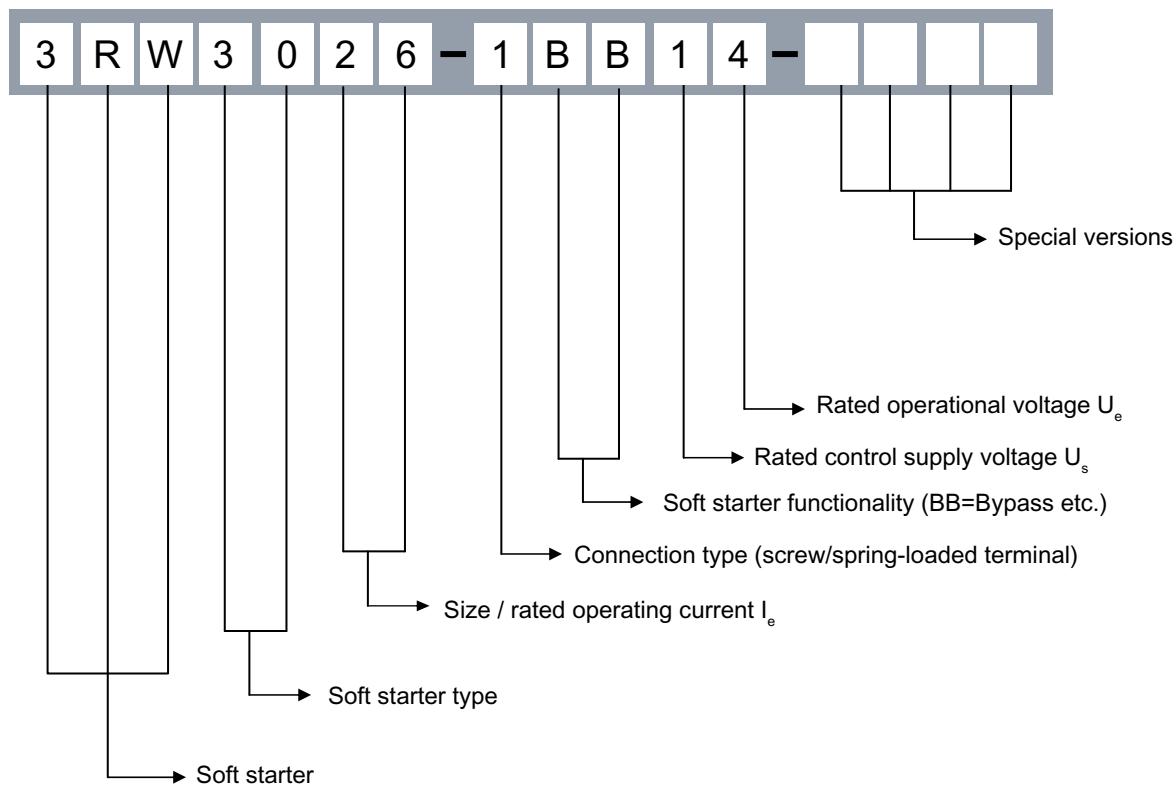 3 R W 3 0 2 6 – 1 B B 1 4 –
Special versions
Rated operational voltage Ue
Rated control supply voltage Us
Soft starter functionality (BB=Bypass etc.)
Connection type (screw/spring-loaded terminal)
Size / rated operating current Ie
Soft starter type
Soft starter